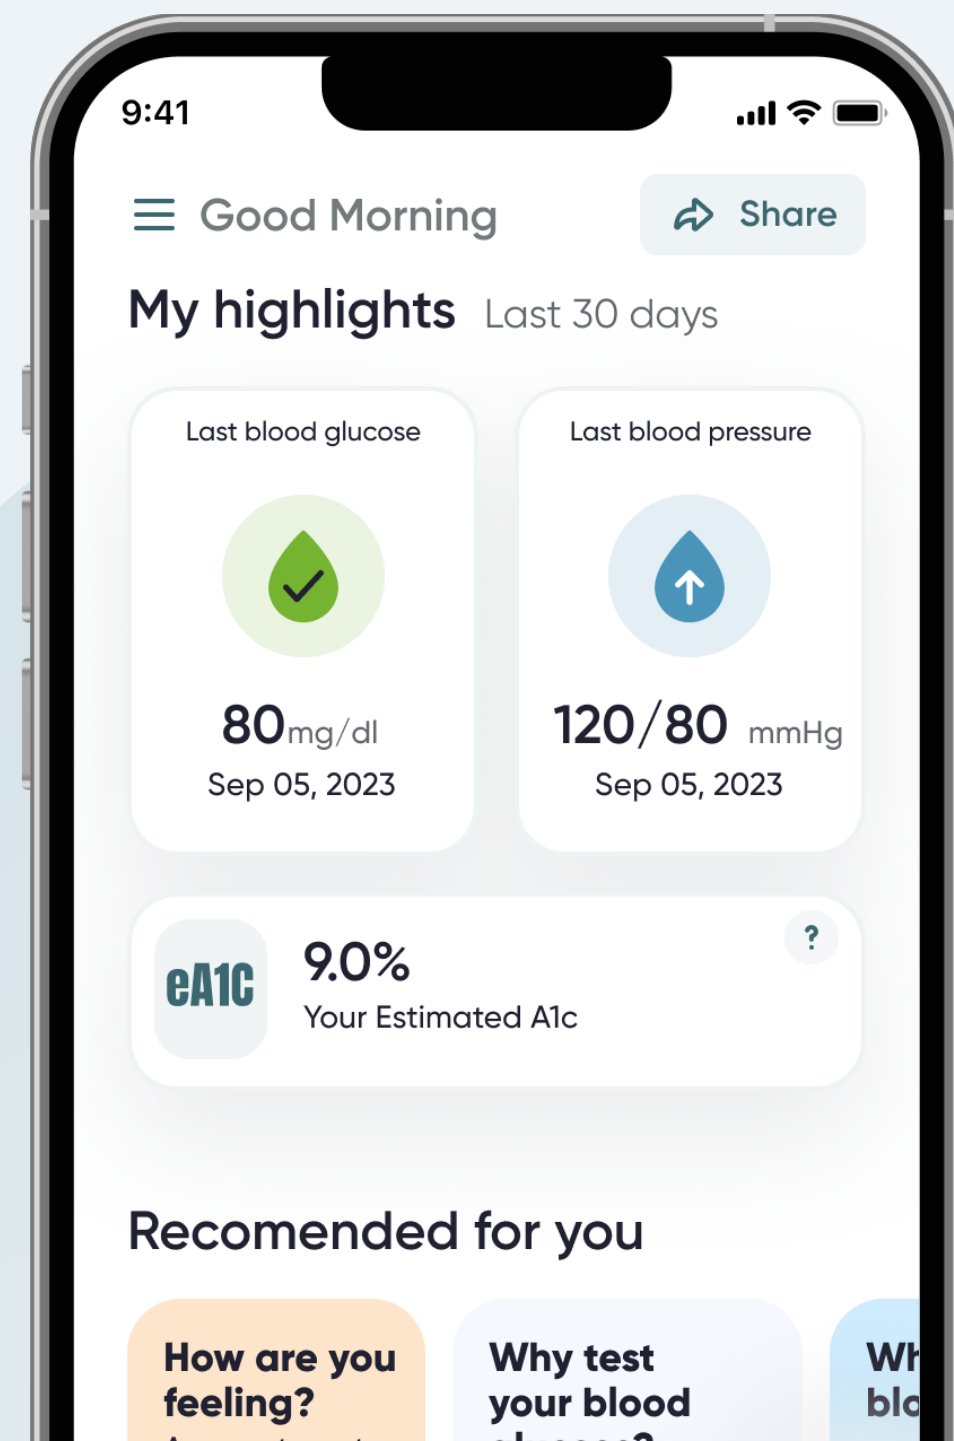 9:41
Good Morning
Share
My highlights Last 30 days
Last blood glucose
80 mg/dl
Sep 05, 2023
Last blood pressure
120/80 mmHg
Sep 05, 2023
eA1C
9.0%
Your Estimated A1c
?
Recomended for you
How are you
feeling?
Why test
your blood